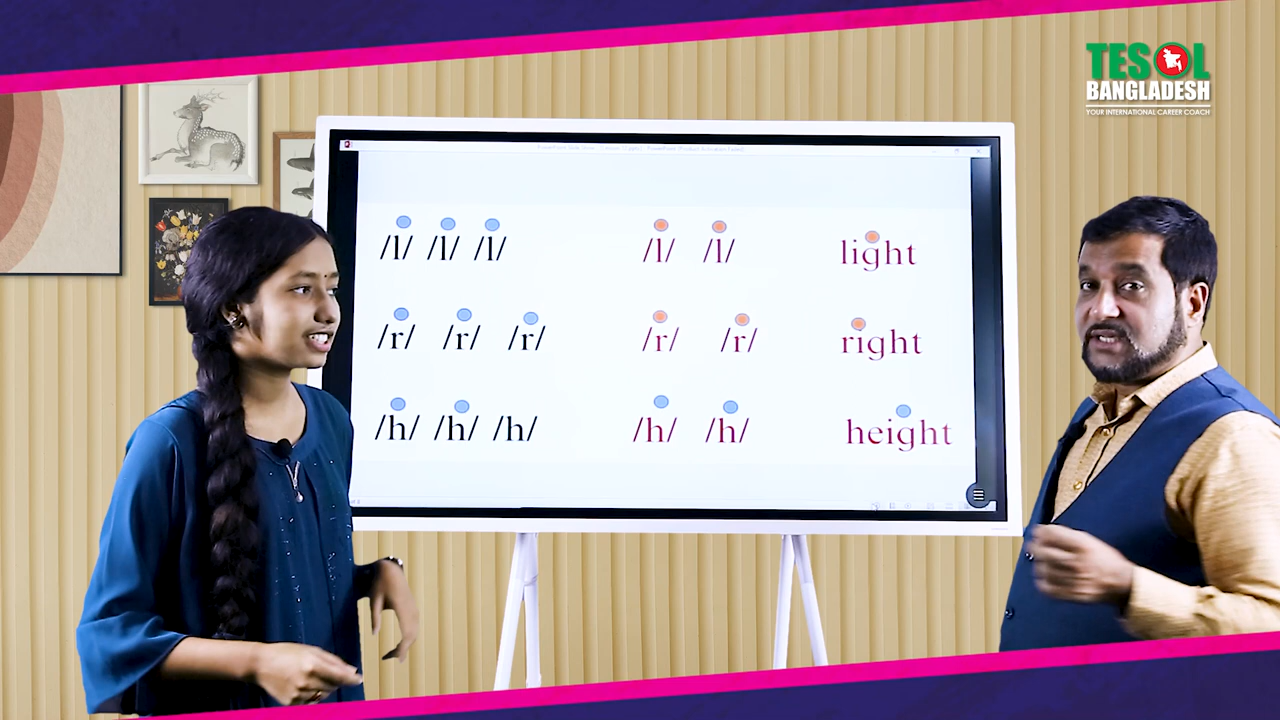 TESOL
BANGLADESH
YOUR INTERNATIONAL CAREER COACH
/l/ /l/ /l/ /l/ /l/ light
/r/ /r/ /r/ /r/ /r/ right
/h/ /h/ /h/ /h/ /h/ height